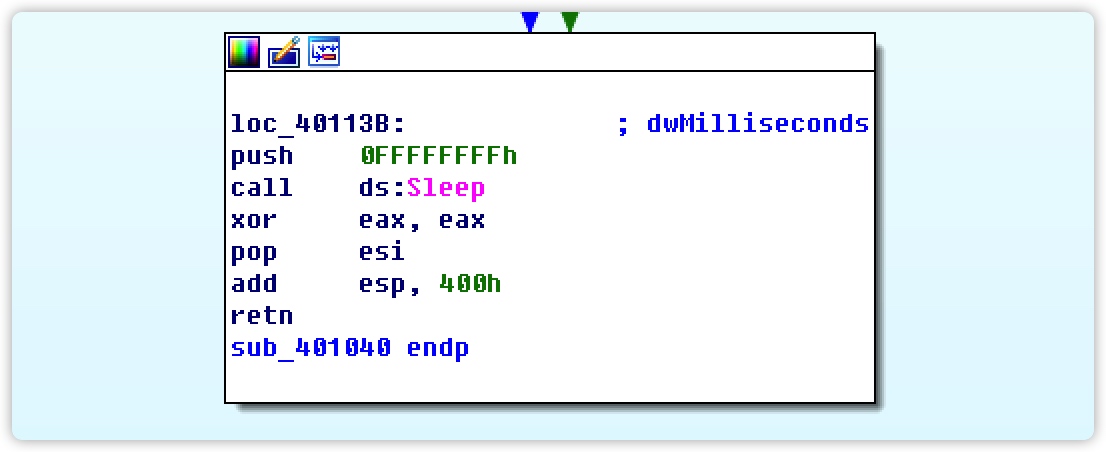 loc_40113B: ; dwMilliseconds
push 0FFFFFFFFh
call ds:Sleep
xor eax, eax
pop esi
add esp, 400h
retn
sub_401040 endp